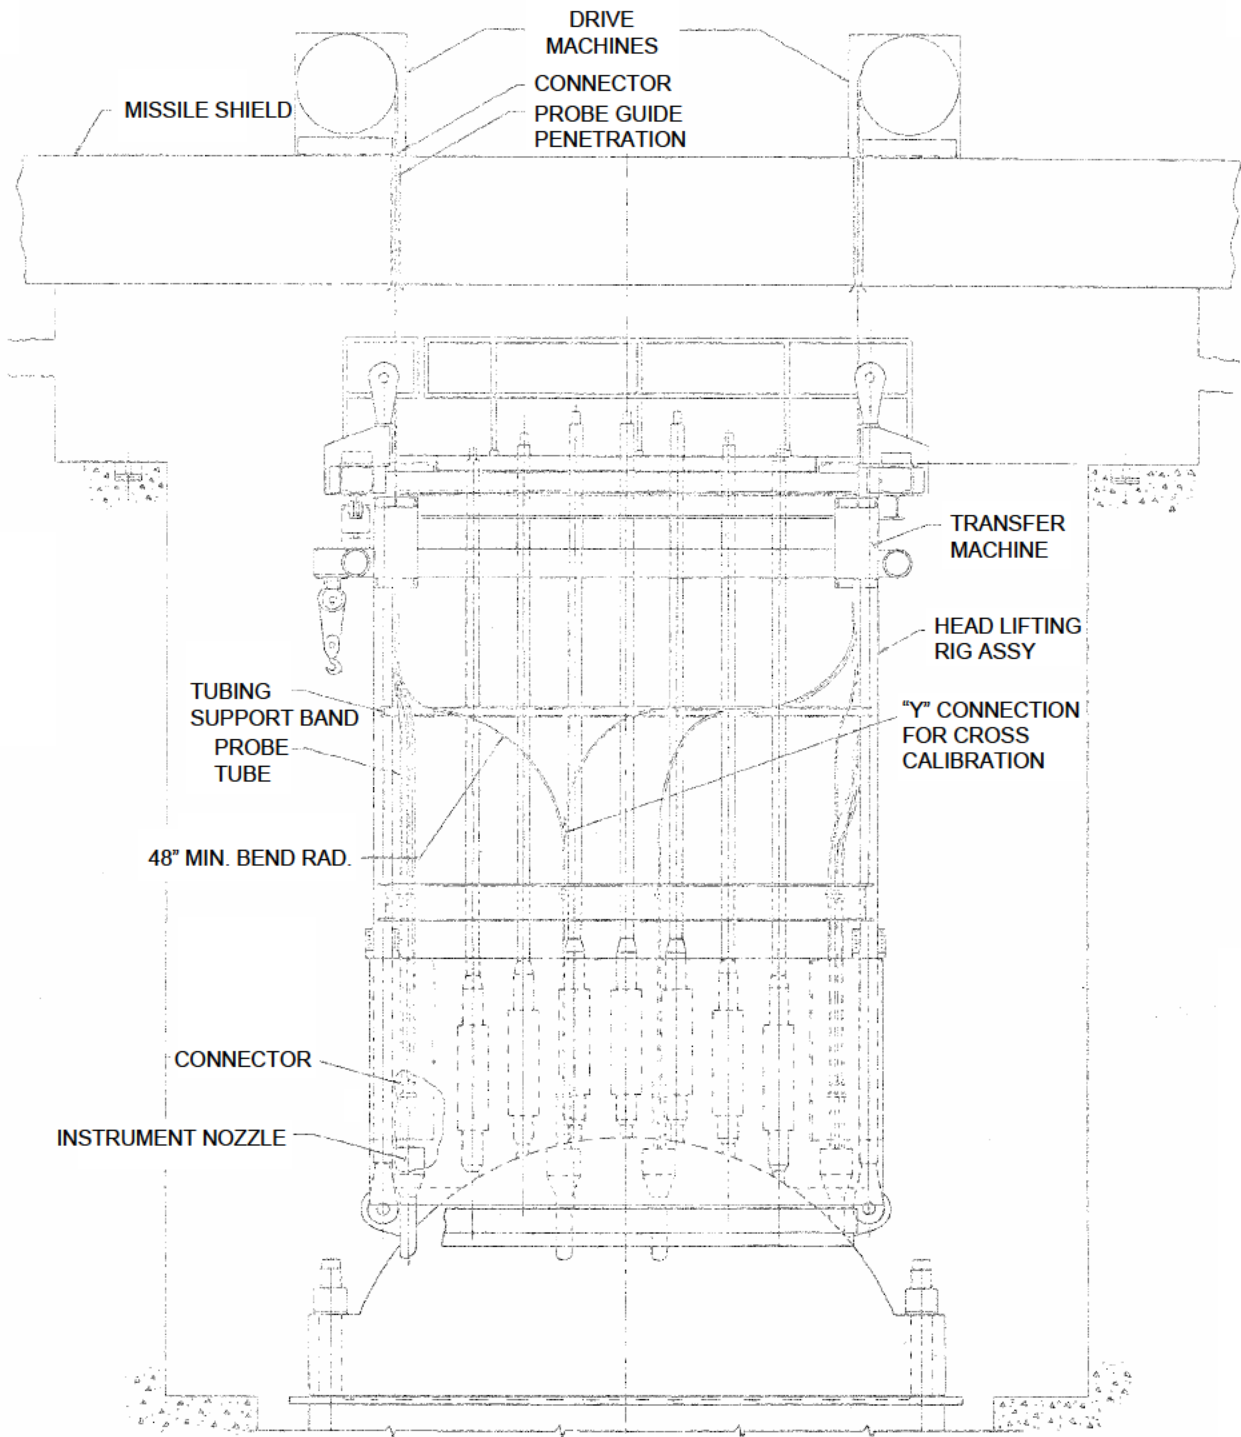 DRIVE
MACHINES
CONNECTOR
MISSILE SHIELD
PROBE GUIDE
PENETRATION
TRANSFER
MACHINE
HEAD LIFTING
RIG ASSY
TUBING
SUPPORT BAND
"Y" CONNECTION
FOR CROSS
CALIBRATION
PROBE
TUBE
48" MIN. BEND RAD.
CONNECTOR
INSTRUMENT NOZZLE